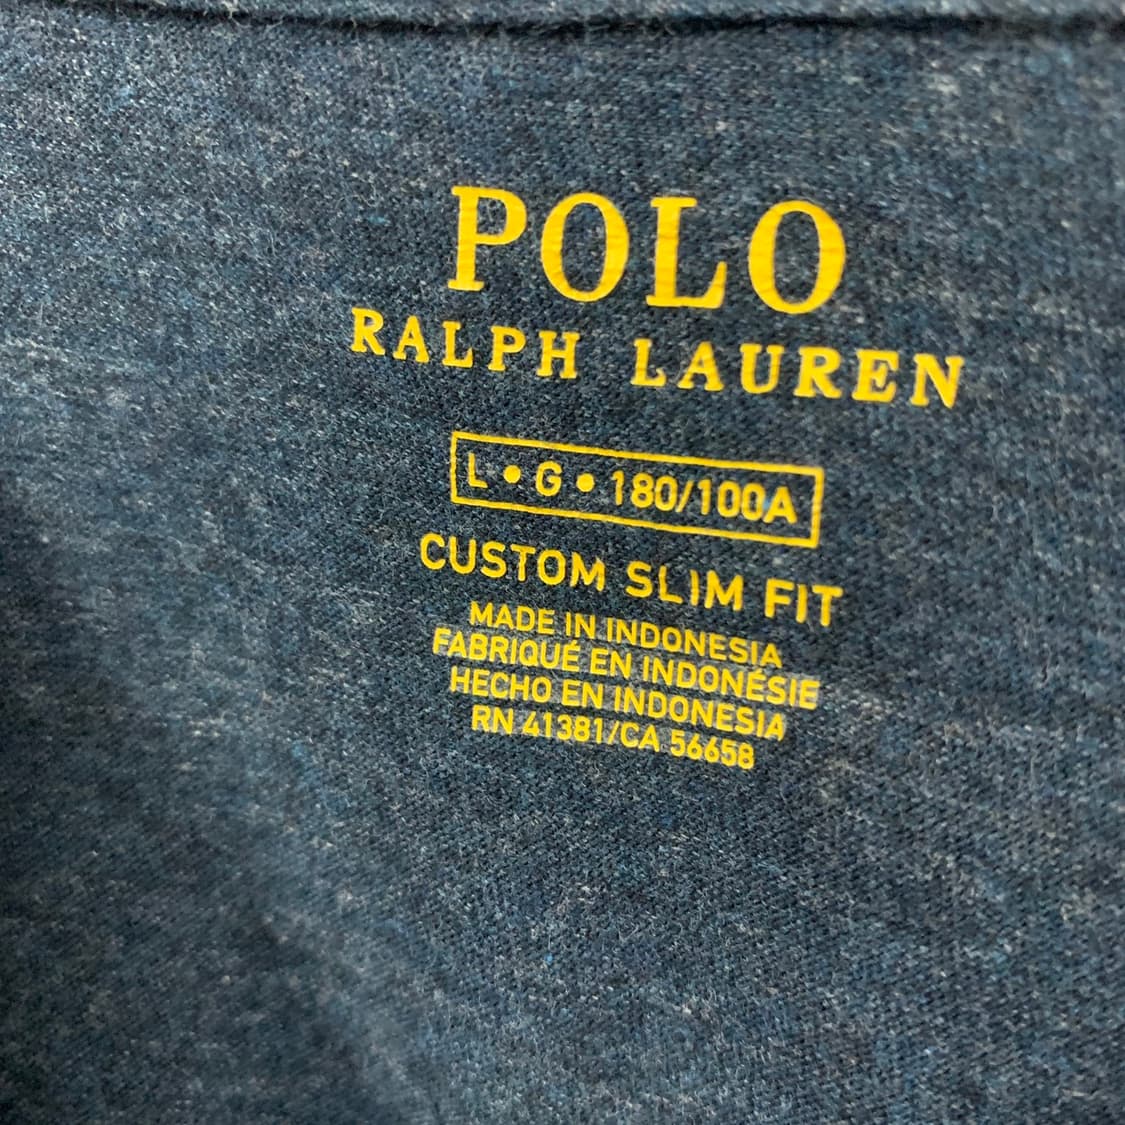 POLO
RALPH LAUREN
L • G • 180/100A
CUSTOM SLIM FIT
MADE IN INDONESIA
FABRIQUÉ EN INDONÉSIE
HECHO EN INDONESIA
RN 41381/CA 56658